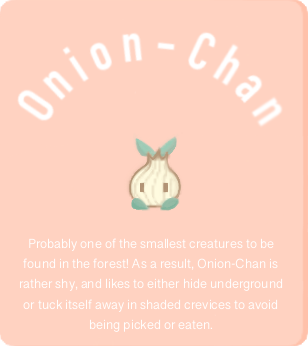 Onion-Chan
Probably one of the smallest creatures to be
found in the forest! As a result, Onion-Chan is
rather shy, and likes to either hide underground
or tuck itself away in shaded crevices to avoid
being picked or eaten.